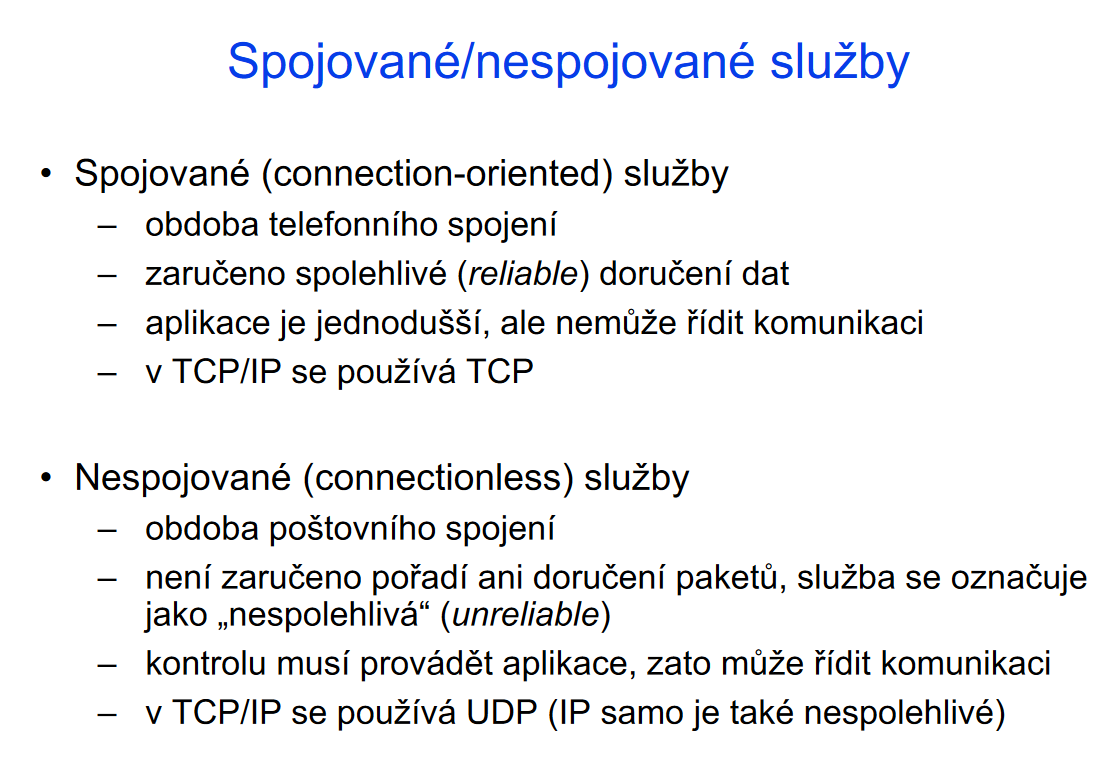 Spojované/nespojované služby
• Spojované (connection-oriented) služby
– obdoba telefonního spojení
– zaručeno spolehlivé (reliable) doručení dat
– aplikace je jednodušší, ale nemůže řídit komunikaci
– v TCP/IP se používá TCP
• Nespojované (connectionless) služby
– obdoba poštovního spojení
– není zaručeno pořadí ani doručení paketů, služba se označuje
jako „nespolehlivá“ (unreliable)
– kontrolu musí provádět aplikace, zato může řídit komunikaci
– v TCP/IP se používá UDP (IP samo je také nespolehlivé)